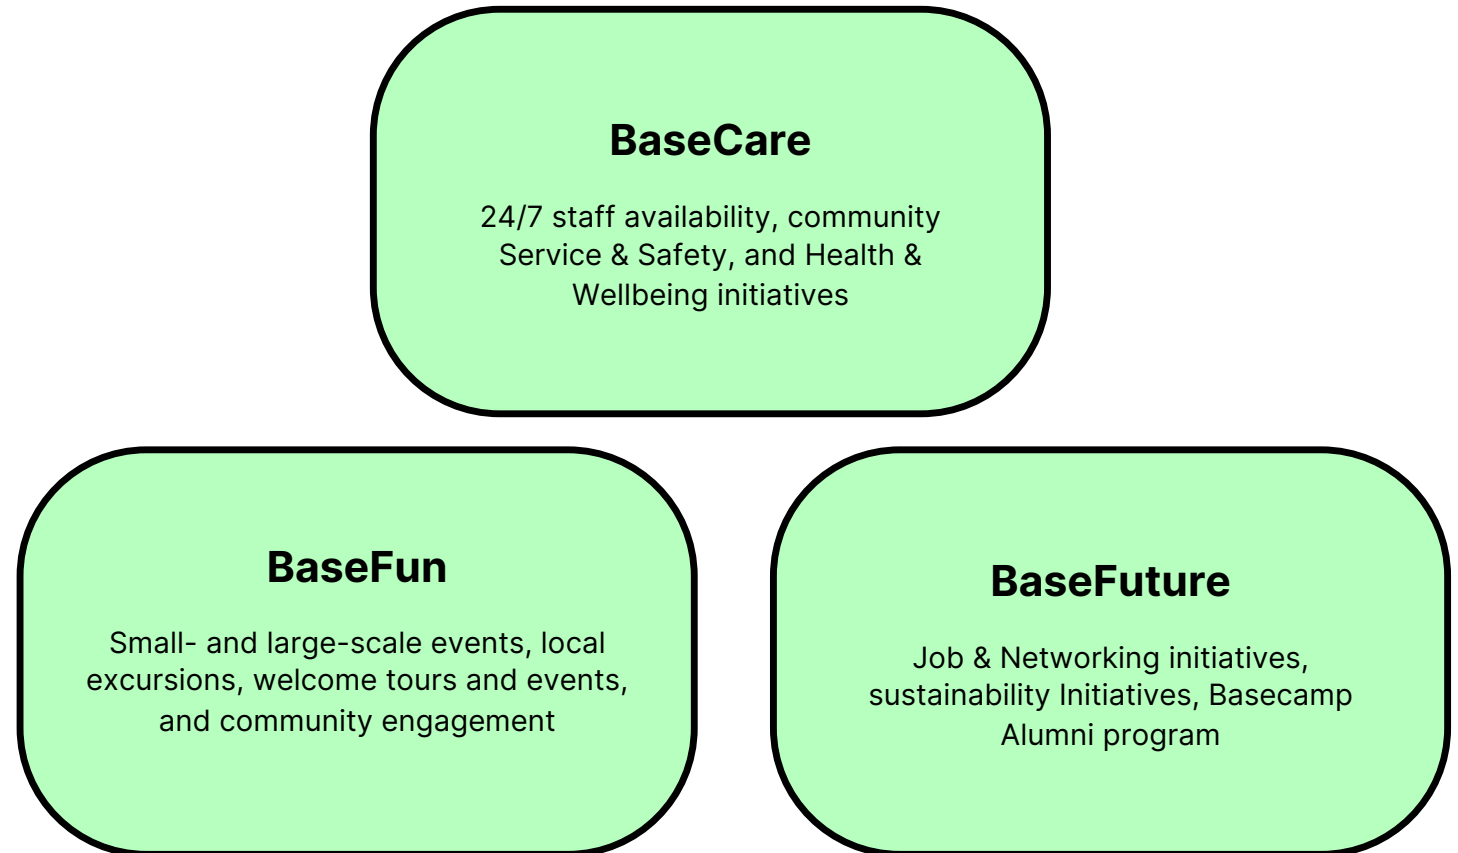 BaseCare
24/7 staff availability, community
Service & Safety, and Health &
Wellbeing initiatives
BaseFun
Small- and large-scale events, local
excursions, welcome tours and events,
and community engagement
BaseFuture
Job & Networking initiatives,
sustainability Initiatives, Basecamp
Alumni program